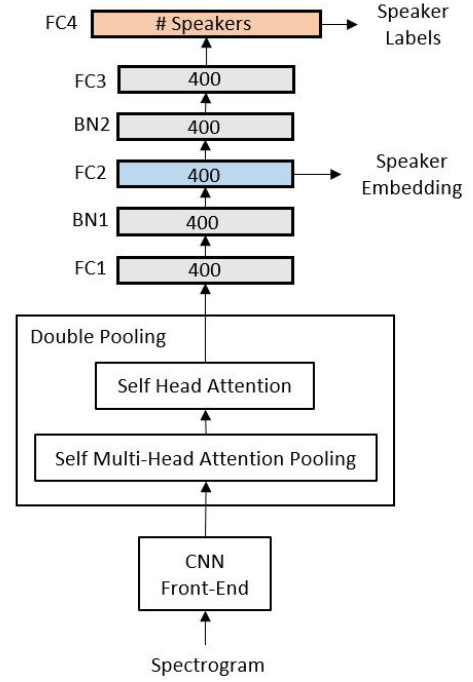 FC4 # Speakers Speaker
Labels
FC3 400
BN2 400
FC2 400 Speaker
Embedding
BN1 400
FC1 400
Double Pooling
Self Head Attention
Self Multi-Head Attention Pooling
CNN
Front-End
Spectrogram